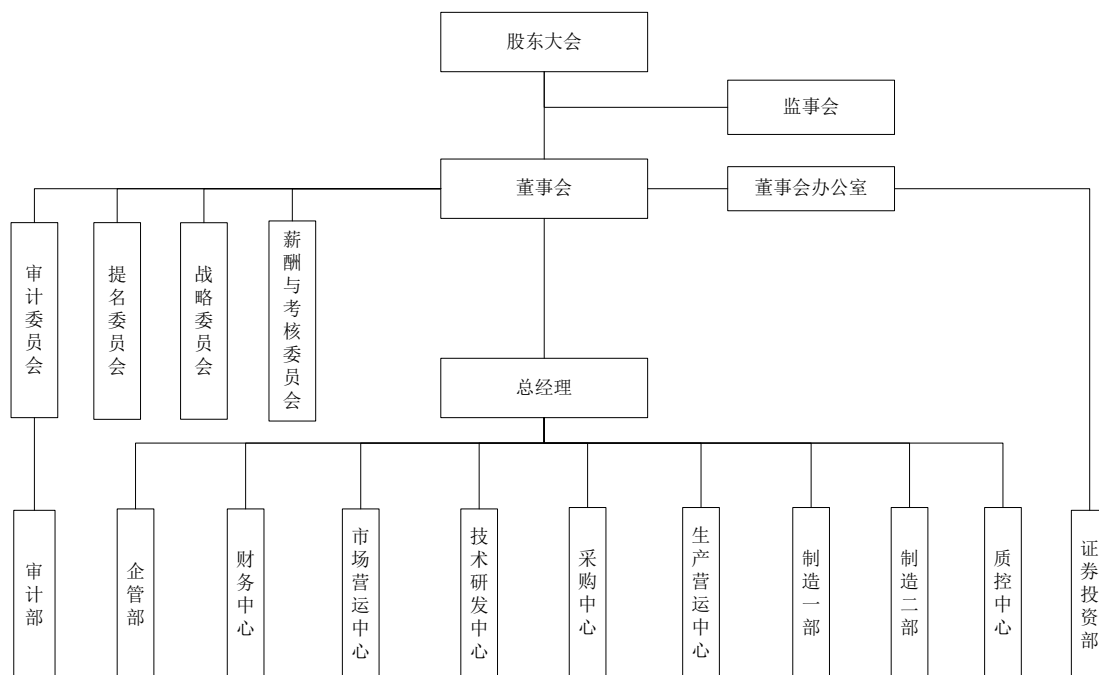 股东大会
监事会
董事会
董事会办公室
审计委员会
提名委员会
战略委员会
薪酬与考核委员会
总经理
审计部
企管部
财务中心
市场营运中心
技术研发中心
采购中心
生产营运中心
制造一部
制造二部
质控中心
证券投资部